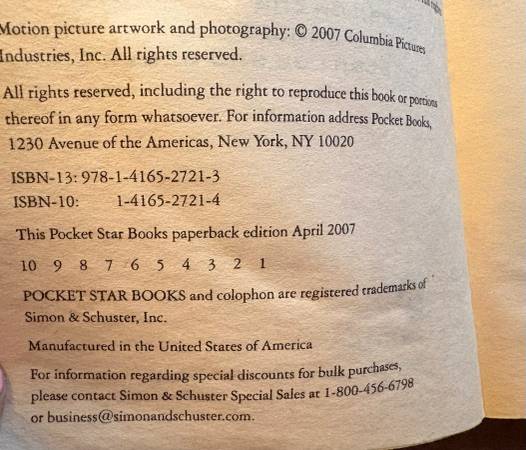 Motion picture artwork and photography: © 2007 Columbia Pictures
Industries, Inc. All rights reserved.
All rights reserved, including the right to reproduce this book or portions
thereof in any form whatsoever. For information address Pocket Books,
1230 Avenue of the Americas, New York, NY 10020
ISBN-13: 978-1-4165-2721-3
ISBN-10: 1-4165-2721-4
This Pocket Star Books paperback edition April 2007
10 9 8 7 6 5 4 3 2 1
POCKET STAR BOOKS and colophon are registered trademarks of
Simon & Schuster, Inc.
Manufactured in the United States of America
For information regarding special discounts for bulk purchases,
please contact Simon & Schuster Special Sales at 1-800-456-6798
or business@simonandschuster.com.